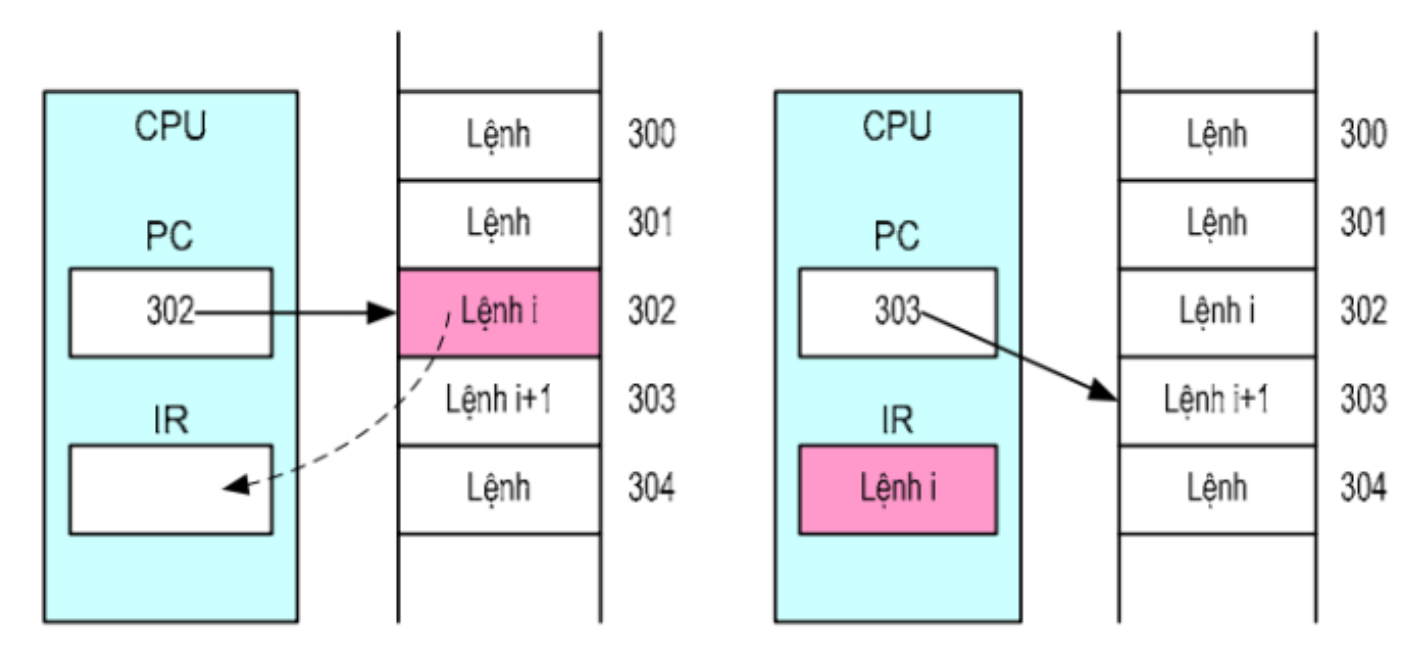 CPU
PC
302
IR
Lệnh 300
Lệnh 301
Lệnh i 302
Lệnh i+1 303
Lệnh 304
CPU
PC
303
IR
Lệnh i
Lệnh 300
Lệnh 301
Lệnh i 302
Lệnh i+1 303
Lệnh 304